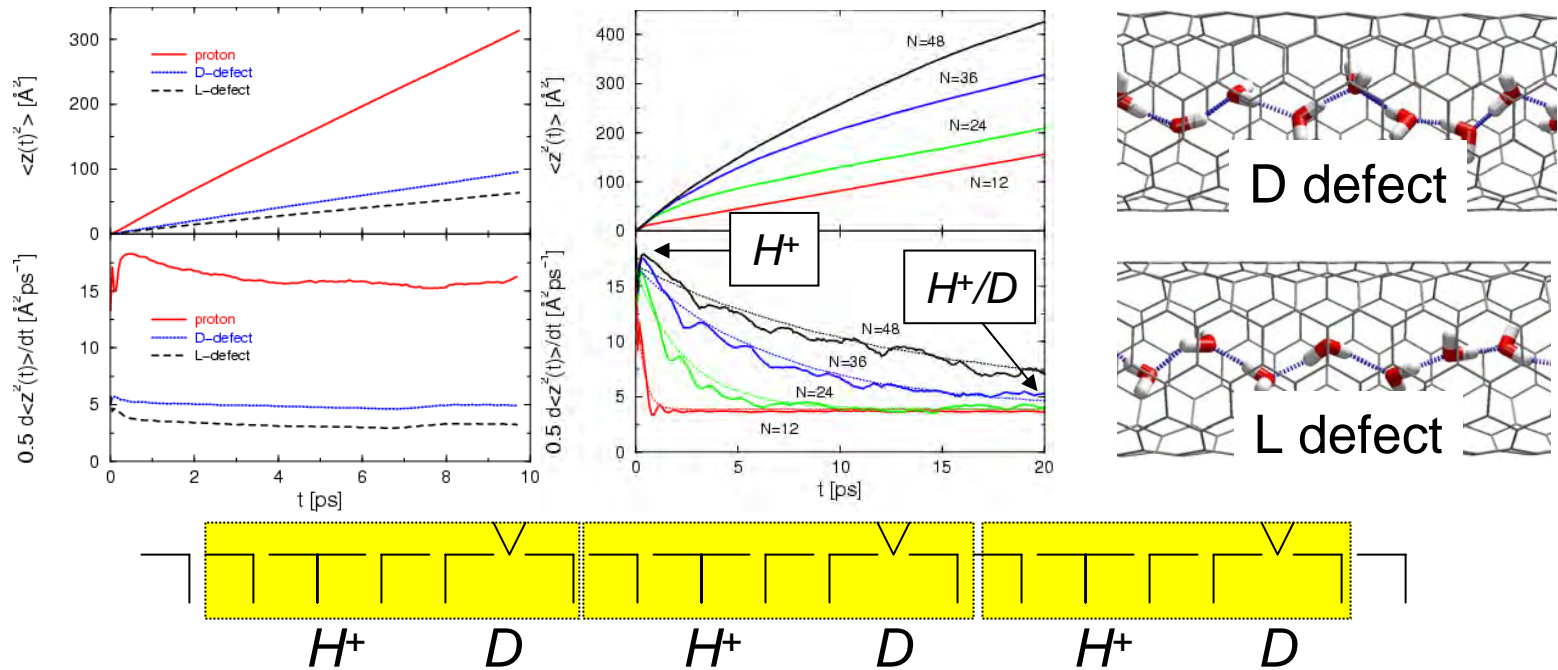 <z(t)²> [Å²]
300
200
100
0
proton
D−defect
L−defect
0.5 d<z²(t)>/dt [Å²ps⁻¹]
15
10
5
0
proton
D−defect
L−defect
0
2
4
6
8
10
t [ps]
<z²(t)> [Å²]
400
300
200
100
0
N=48
N=36
N=24
N=12
0.5 d<z²(t)>/dt [Å²ps⁻¹]
15
10
5
0
H⁺
H⁺/D
N=48
N=36
N=24
N=12
0
5
10
15
20
t [ps]
D defect
L defect
H⁺ D H⁺ D H⁺ D